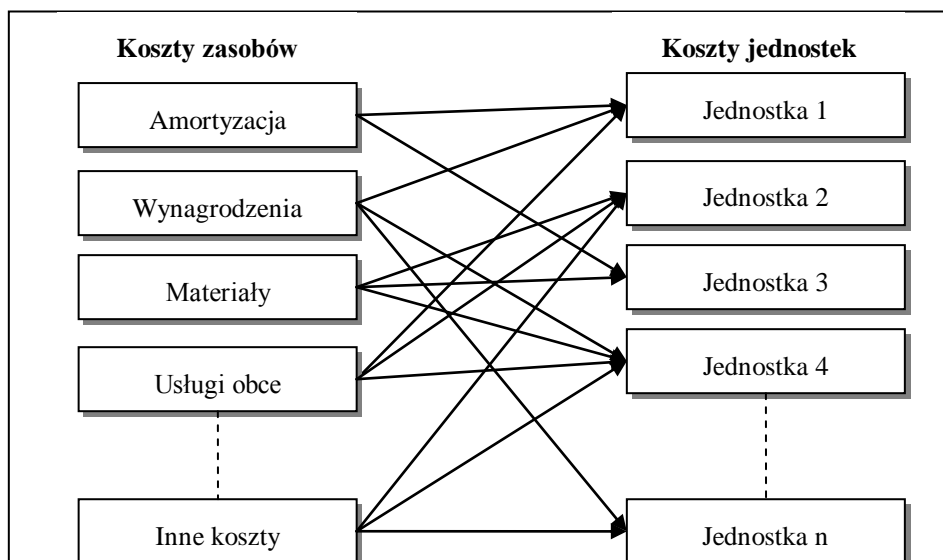 Koszty zasobów
Koszty jednostek
Amortyzacja
Jednostka 1
Wynagrodzenia
Jednostka 2
Materiały
Jednostka 3
Usługi obce
Jednostka 4
Inne koszty
Jednostka n